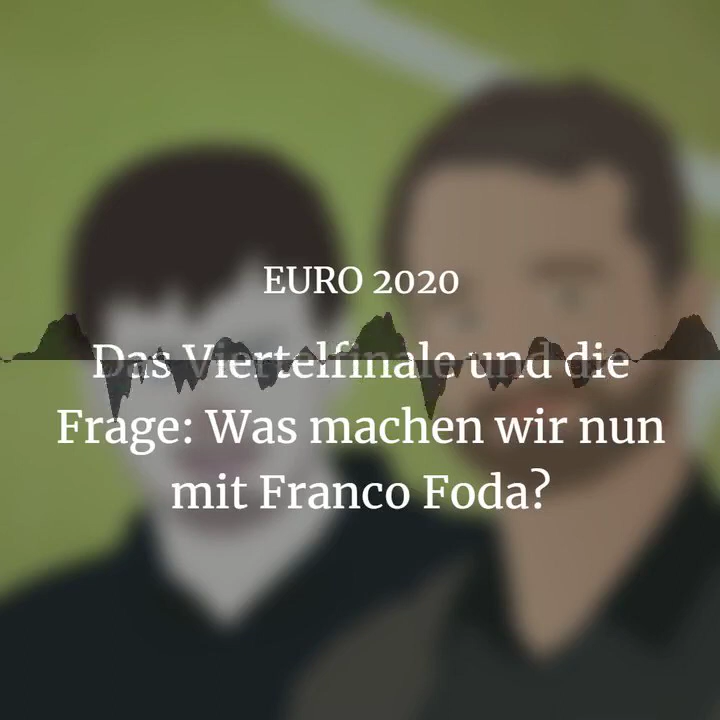 EURO 2020
Das Viertelfinale und die
Frage: Was machen wir nun
mit Franco Foda?